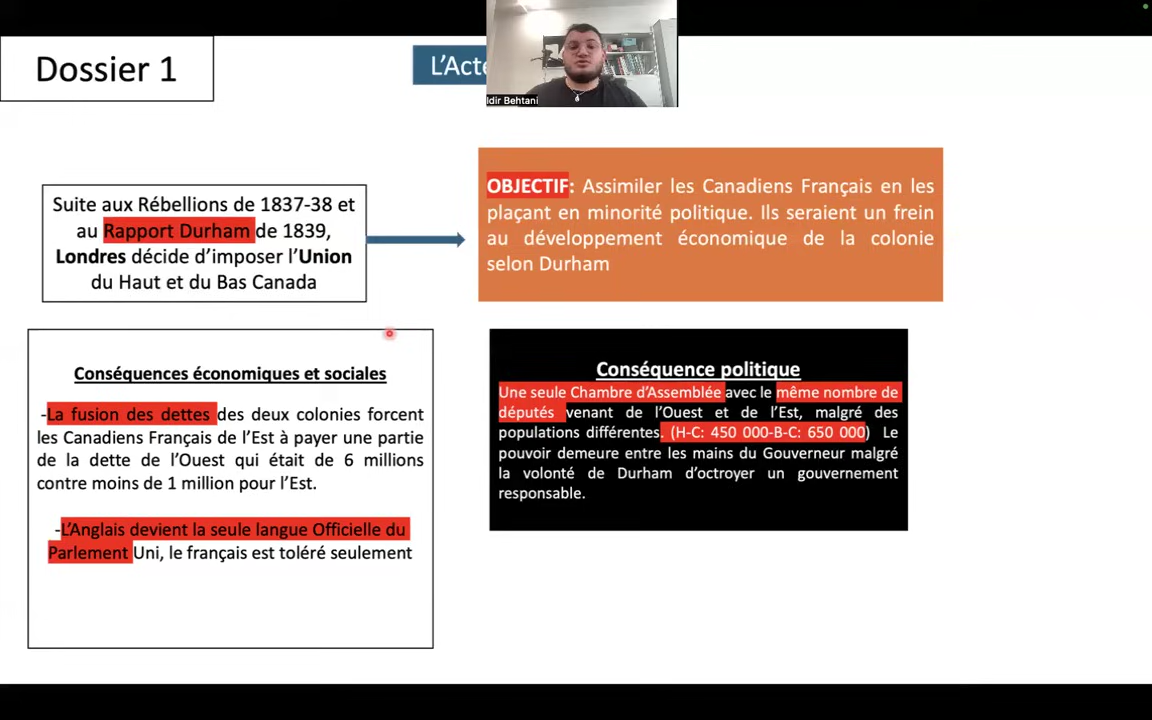 Dossier 1
L'Acte
Idir Behtani
Suite aux Rébellions de 1837-38 et
au Rapport Durham de 1839,
Londres décide d'imposer l'Union
du Haut et du Bas Canada
OBJECTIF: Assimiler les Canadiens Français en les
plaçant en minorité politique. Ils seraient un frein
au développement économique de la colonie
selon Durham
Conséquences économiques et sociales
-La fusion des dettes des deux colonies forcent
les Canadiens Français de l'Est à payer une partie
de la dette de l'Ouest qui était de 6 millions
contre moins de 1 million pour l'Est.
-L'Anglais devient la seule langue Officielle du
Parlement Uni, le français est toléré seulement
Conséquence politique
Une seule Chambre d'Assemblée avec le même nombre de
députés venant de l'Ouest et de l'Est, malgré des
populations différentes. (H-C: 450 000-B-C: 650 000) Le
pouvoir demeure entre les mains du Gouverneur malgré
la volonté de Durham d'octroyer un gouvernement
responsable.